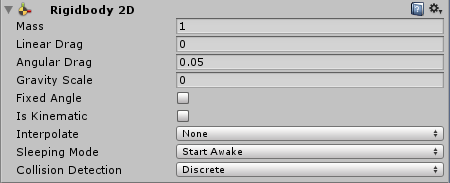 Rigidbody 2D
Mass 1
Linear Drag 0
Angular Drag 0.05
Gravity Scale 0
Fixed Angle
Is Kinematic
Interpolate None
Sleeping Mode Start Awake
Collision Detection Discrete